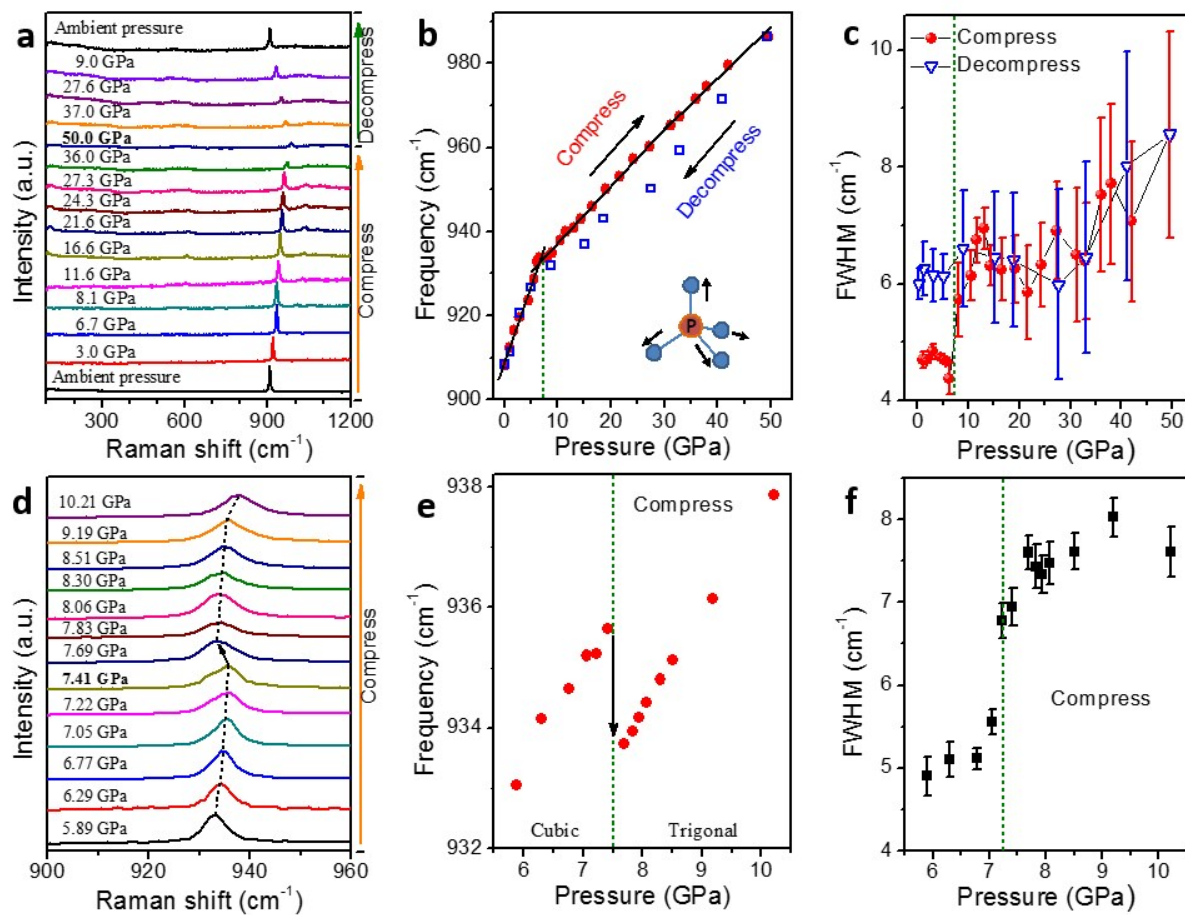 a
Ambient pressure
9.0 GPa
27.6 GPa
37.0 GPa
50.0 GPa
36.0 GPa
27.3 GPa
24.3 GPa
21.6 GPa
16.6 GPa
11.6 GPa
8.1 GPa
6.7 GPa
3.0 GPa
Ambient pressure
Decompress
Compress
Intensity (a.u.)
300 600 900 1200
Raman shift (cm-1)
b
980
960
940
920
900
Frequency (cm-1)
Compress
Decompress
P
0 10 20 30 40 50
Pressure (GPa)
c
Compress
Decompress
10
8
6
4
FWHM (cm-1)
0 10 20 30 40 50
Pressure (GPa)
d
10.21 GPa
9.19 GPa
8.51 GPa
8.30 GPa
8.06 GPa
7.83 GPa
7.69 GPa
7.41 GPa
7.22 GPa
7.05 GPa
6.77 GPa
6.29 GPa
5.89 GPa
Compress
Intensity (a.u.)
900 920 940 960
Raman shift (cm-1)
e
Compress
938
936
934
932
Frequency (cm-1)
Cubic
Trigonal
6 7 8 9 10
Pressure (GPa)
f
Compress
8
7
6
5
4
FWHM (cm-1)
6 7 8 9 10
Pressure (GPa)